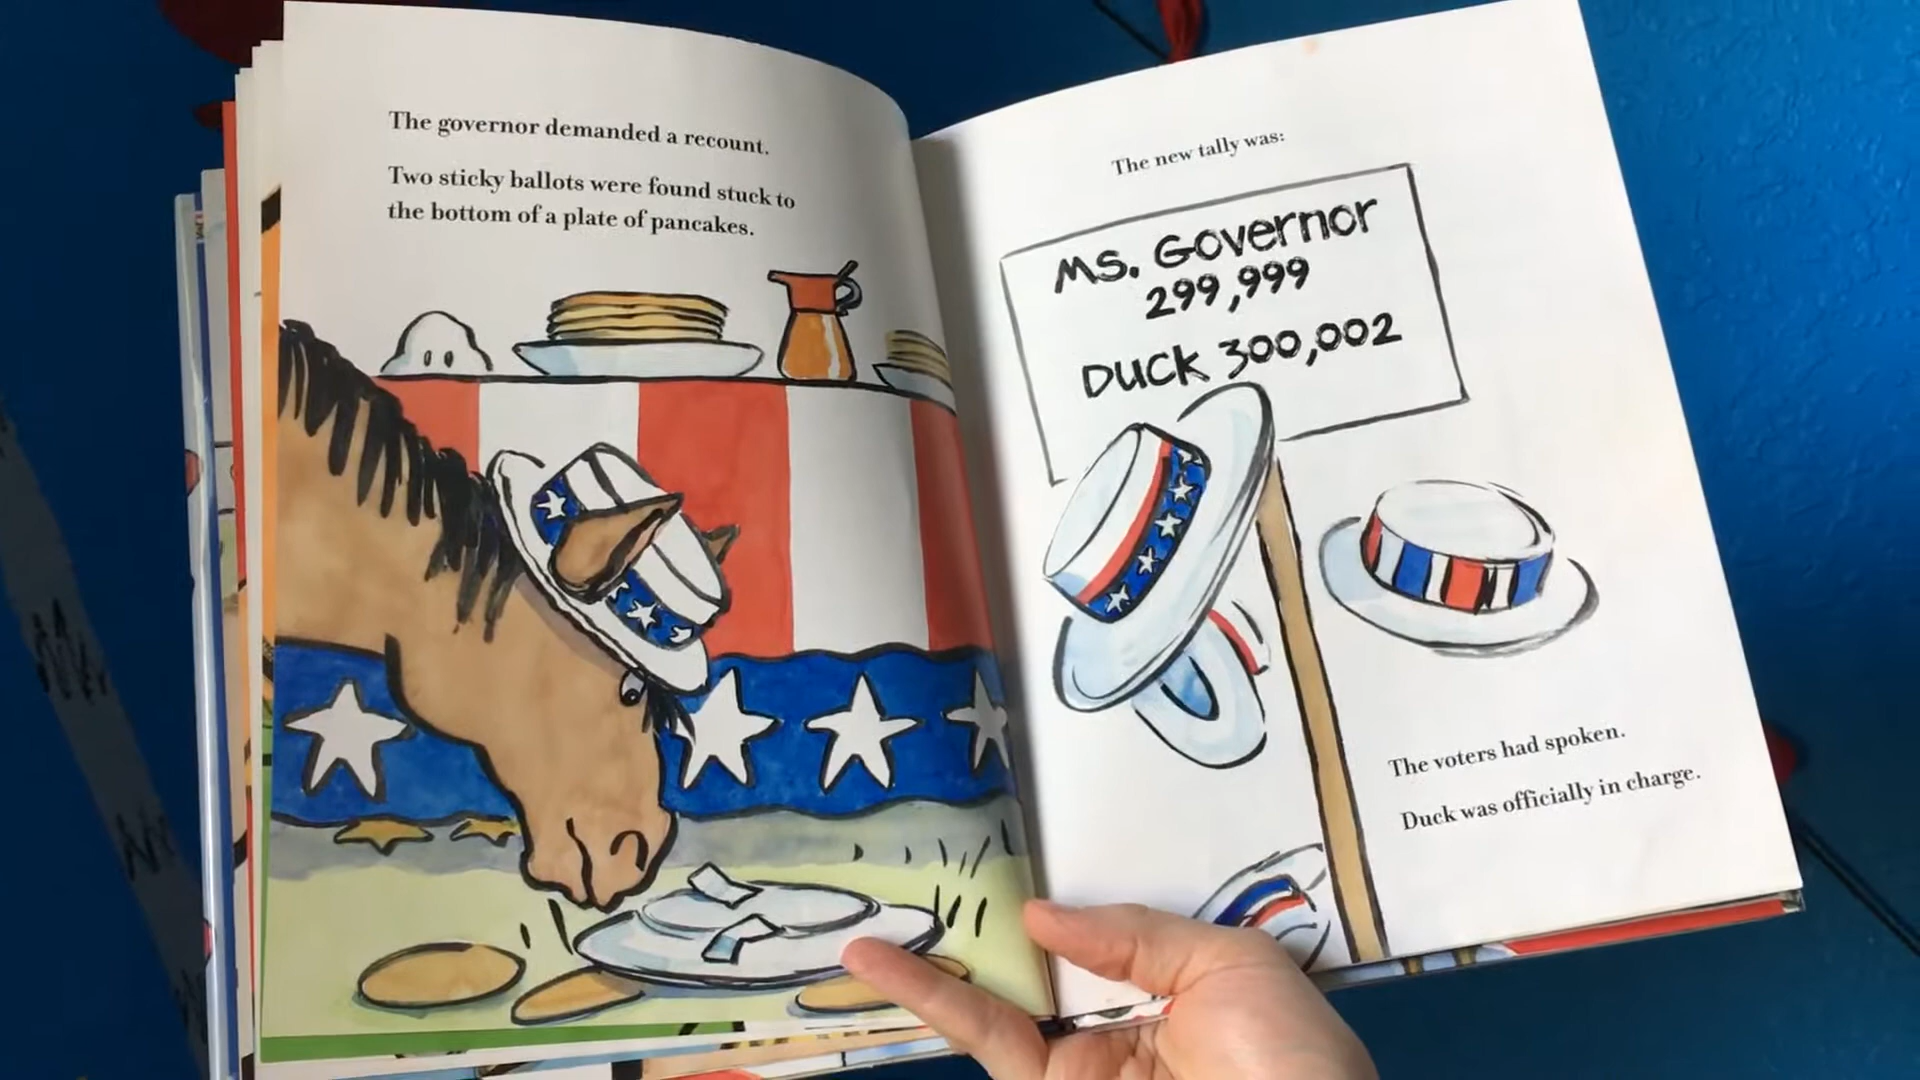 The governor demanded a recount.
Two sticky ballots were found stuck to
the bottom of a plate of pancakes.
The new tally was:
Ms. Governor
299,999
Duck 300,002
The voters had spoken.
Duck was officially in charge.